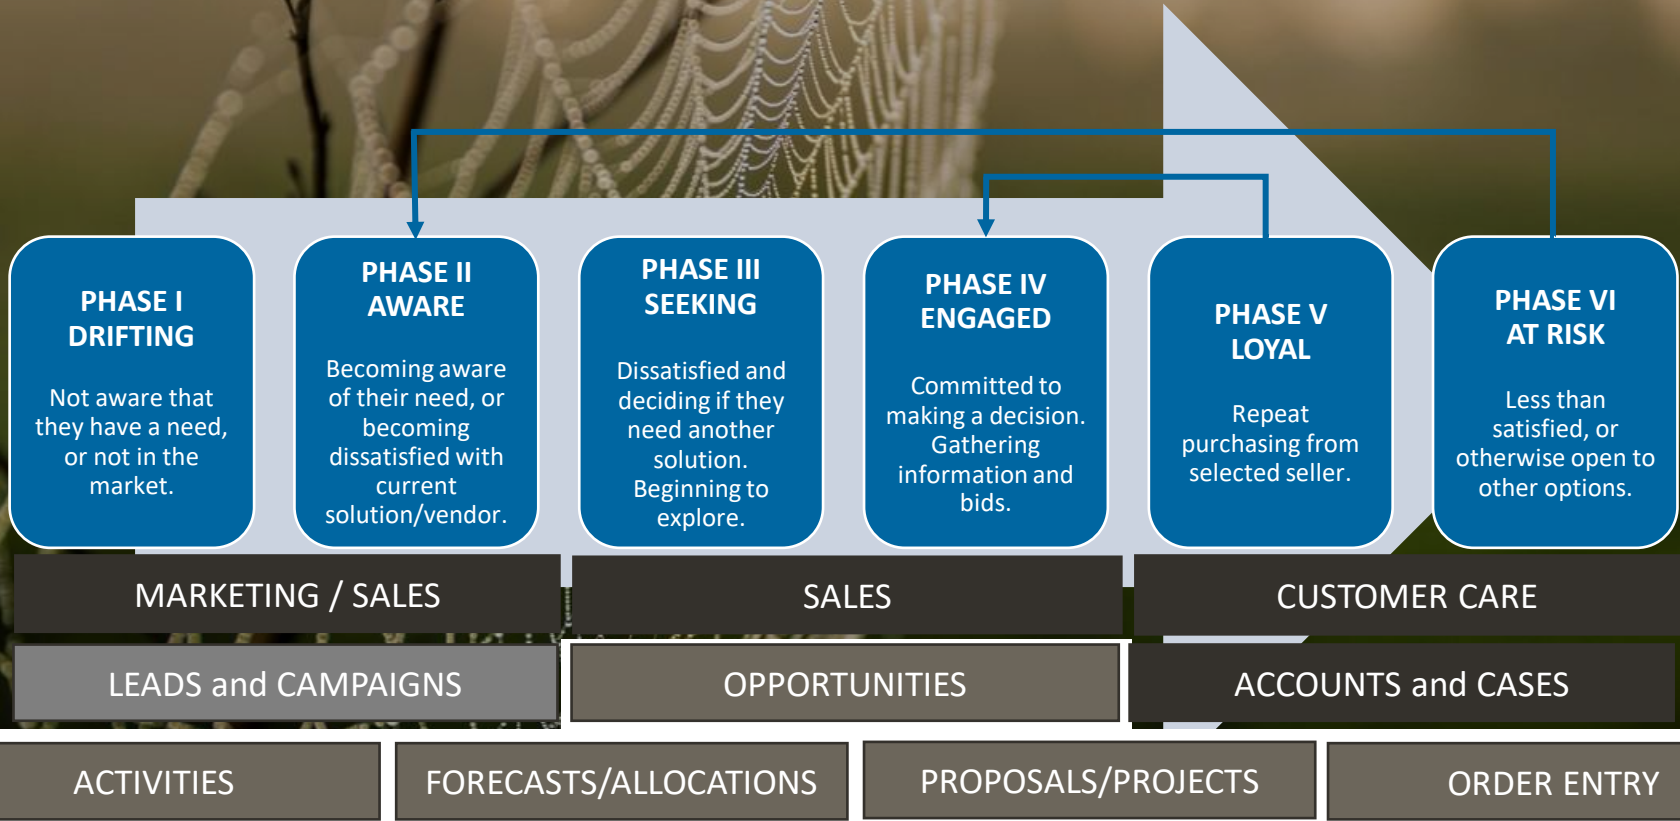 PHASE I
DRIFTING
Not aware that
they have a need,
or not in the
market.
PHASE II
AWARE
Becoming aware
of their need, or
becoming
dissatisfied with
current
solution/vendor.
PHASE III
SEEKING
Dissatisfied and
deciding if they
need another
solution.
Beginning to
explore.
PHASE IV
ENGAGED
Committed to
making a decision.
Gathering
information and
bids.
PHASE V
LOYAL
Repeat
purchasing from
selected seller.
PHASE VI
AT RISK
Less than
satisfied, or
otherwise open to
other options.
MARKETING / SALES
SALES
CUSTOMER CARE
LEADS and CAMPAIGNS
OPPORTUNITIES
ACCOUNTS and CASES
ACTIVITIES
FORECASTS/ALLOCATIONS
PROPOSALS/PROJECTS
ORDER ENTRY